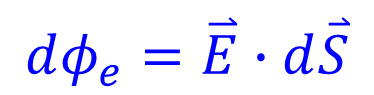 dϕₑ = E⃗ · dS⃗